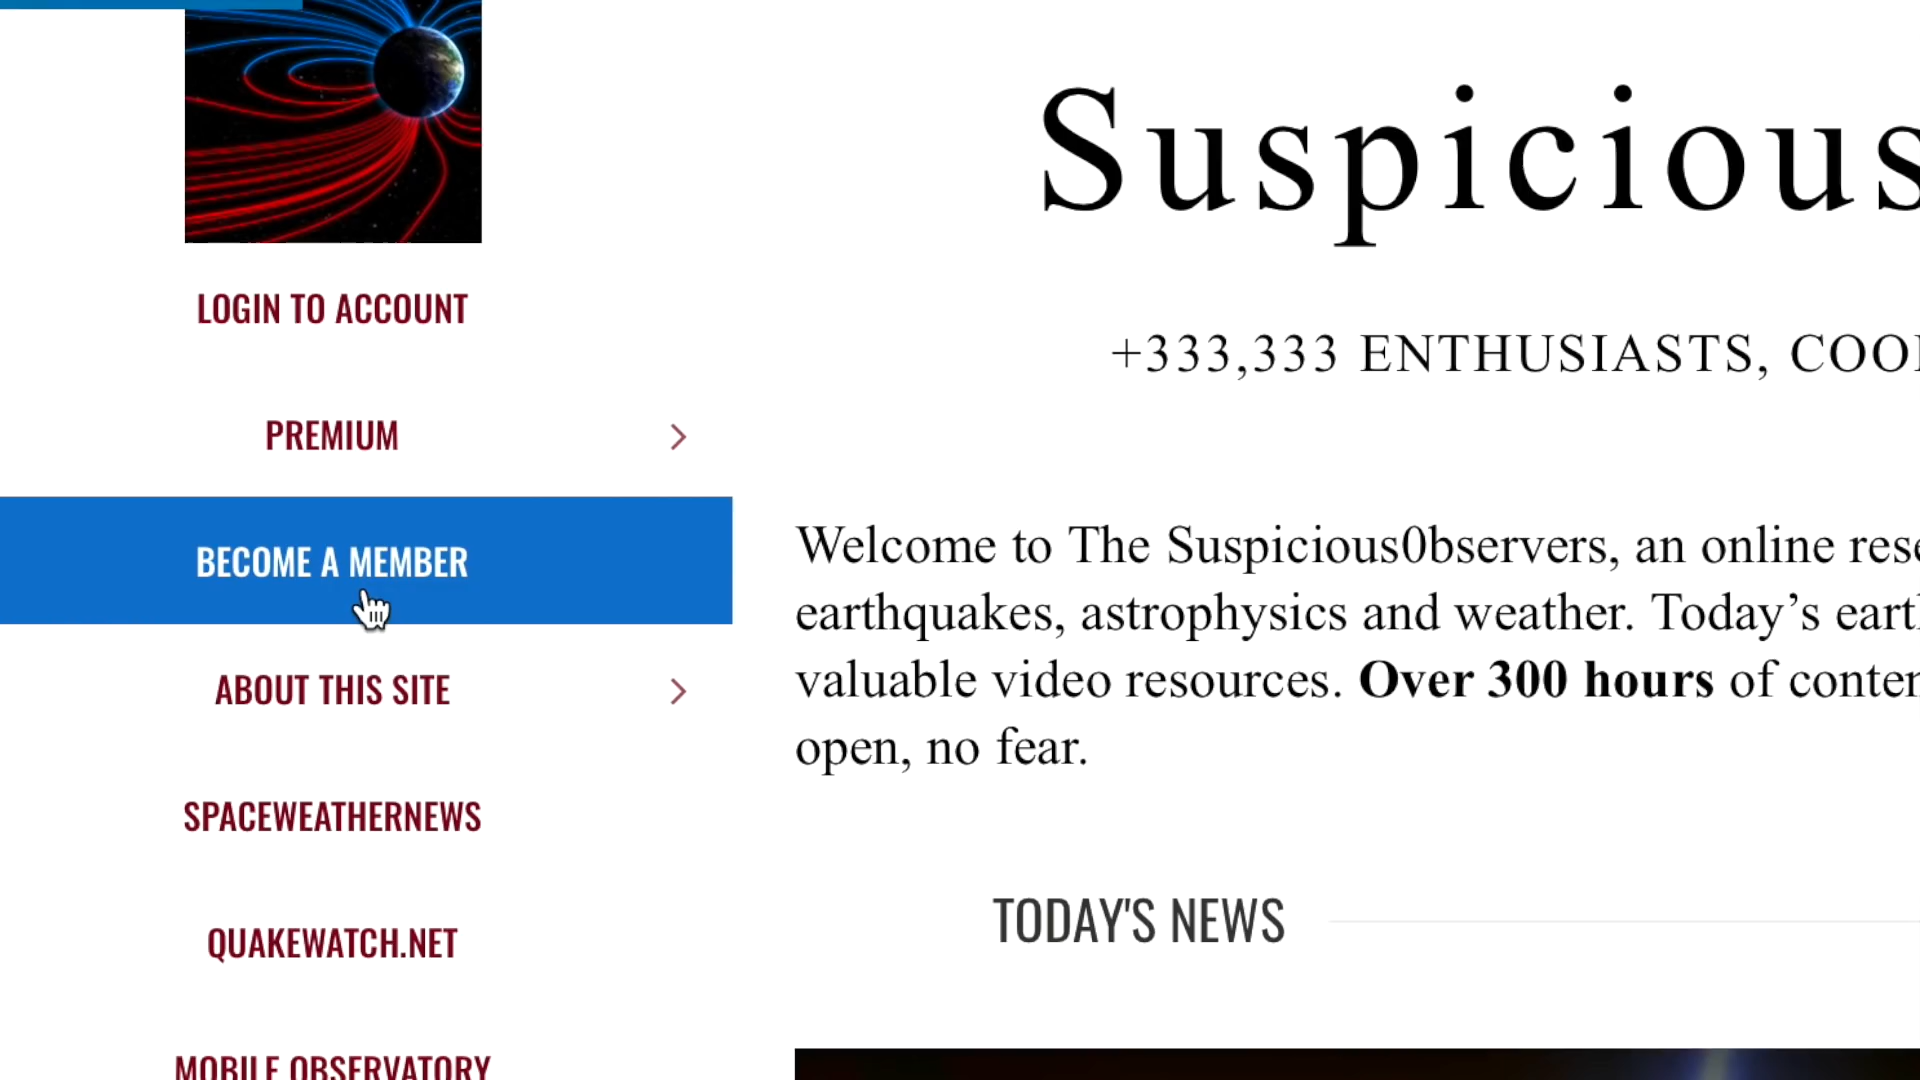 Suspicious
LOGIN TO ACCOUNT
+333,333 ENTHUSIASTS,
PREMIUM
BECOME A MEMBER
ABOUT THIS SITE
SPACEWEATHERNEWS
QUAKEWATCH.NET
MOBILE OBSERVATORY
Welcome to The Suspicious0bservers, an online
earthquakes, astrophysics and weather. Today’s
valuable video resources. Over 300 hours of
open, no fear.
TODAY'S NEWS